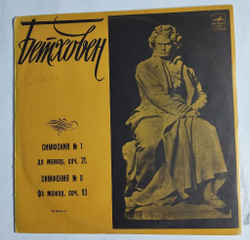 Бетховен
СИМФОНИЯ № 1
до мажор, соч. 21.
СИМФОНИЯ № 8
фа мажор, соч. 93